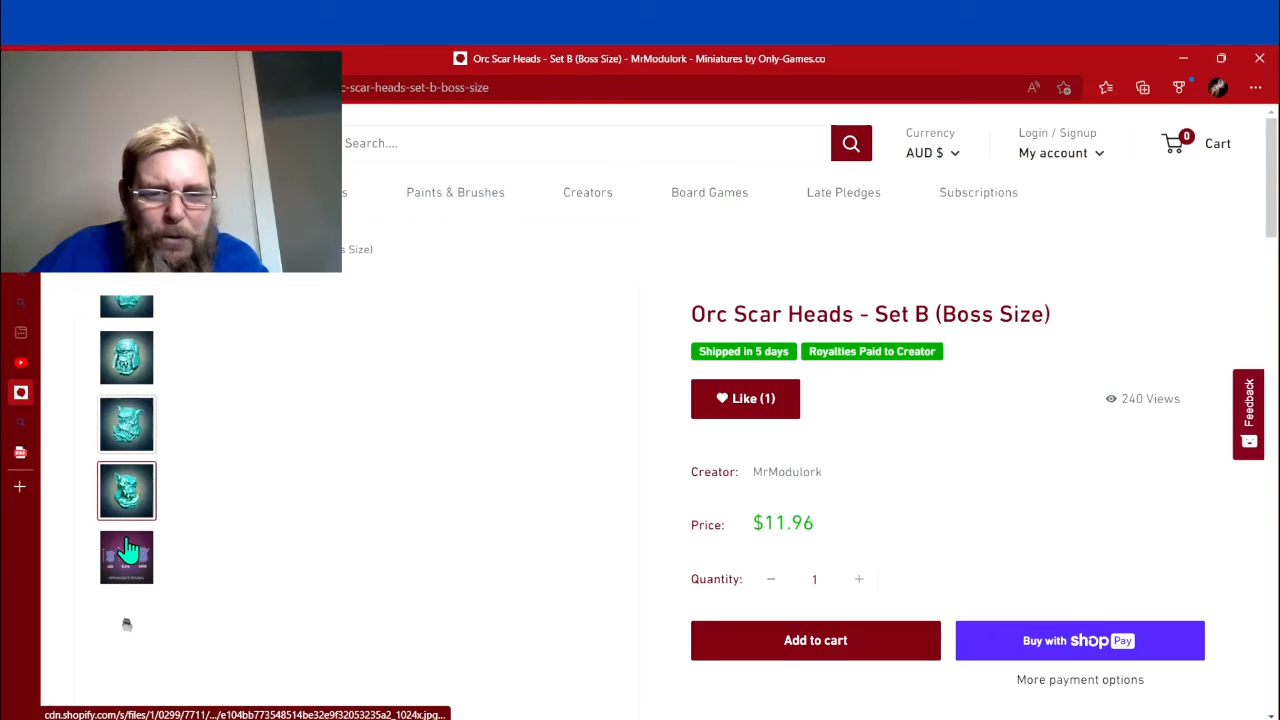 Orc Scar Heads - Set B (Boss Size) - MrModulork - Miniatures by Only-Games.co
c-scar-heads-set-b-boss-size
Search....
Currency
AUD $
Login / Signup
My account
0
Cart
s
Paints & Brushes
Creators
Board Games
Late Pledges
Subscriptions
s Size)
Orc Scar Heads - Set B (Boss Size)
Shipped in 5 days
Royalties Paid to Creator
Like (1)
240 Views
Feedback
Creator: MrModulork
Price: $11.96
Quantity: − 1 +
Add to cart
Buy with shop Pay
More payment options
cdn.shopify.com/s/files/1/0299/7711/.../e104bb773548514be32e9f32053235a2_1024x.jpg...